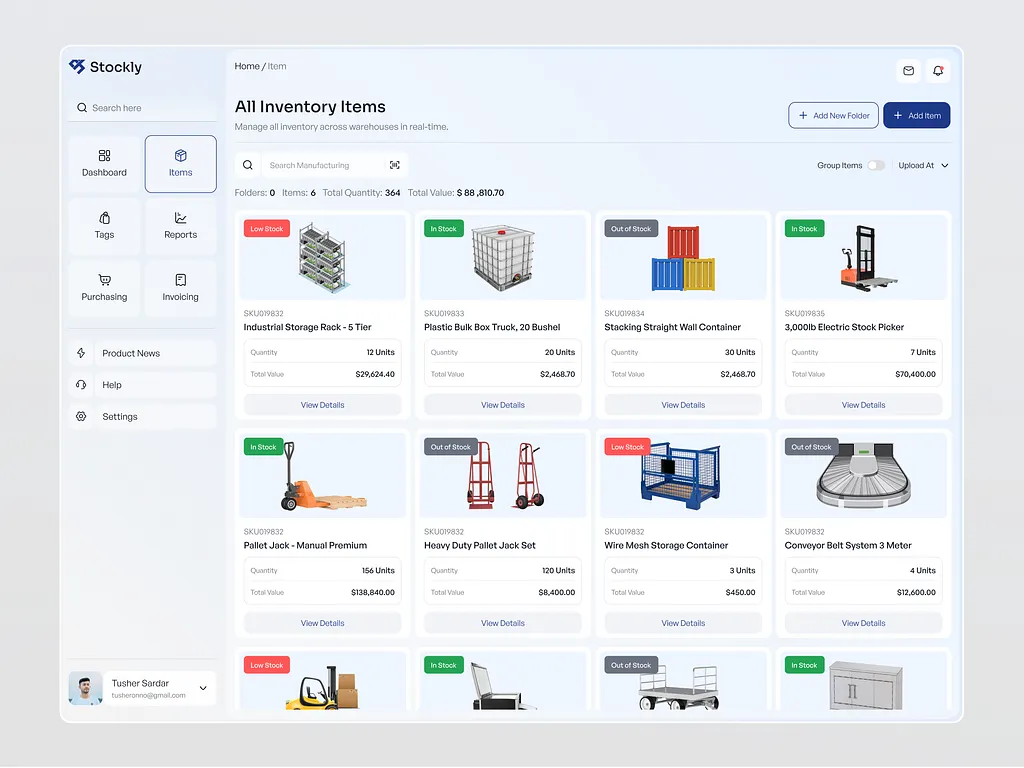 Stockly
Search here
Dashboard
Items
Tags
Reports
Purchasing
Invoicing
Product News
Help
Settings
Tusher Sardar
tusheronno@gmail.com
Home / Item
All Inventory Items
Manage all inventory across warehouses in real-time.
+ Add New Folder
+ Add Item
Search Manufacturing
Group Items
Upload At
Folders: 0 Items: 6 Total Quantity: 364 Total Value: $ 88 ,810.70
Low Stock
SKU019832
Industrial Storage Rack - 5 Tier
Quantity 12 Units
Total Value $29,624.40
View Details
In Stock
SKU019833
Plastic Bulk Box Truck, 20 Bushel
Quantity 20 Units
Total Value $2,468.70
View Details
Out of Stock
SKU019834
Stacking Straight Wall Container
Quantity 30 Units
Total Value $2,468.70
View Details
In Stock
SKU019835
3,000lb Electric Stock Picker
Quantity 7 Units
Total Value $70,400.00
View Details
In Stock
SKU019832
Pallet Jack - Manual Premium
Quantity 156 Units
Total Value $138,840.00
View Details
Out of Stock
SKU019832
Heavy Duty Pallet Jack Set
Quantity 120 Units
Total Value $8,400.00
View Details
Low Stock
SKU019832
Wire Mesh Storage Container
Quantity 3 Units
Total Value $450.00
View Details
Out of Stock
SKU019832
Conveyor Belt System 3 Meter
Quantity 4 Units
Total Value $12,600.00
View Details
Low Stock
In Stock
Out of Stock
In Stock